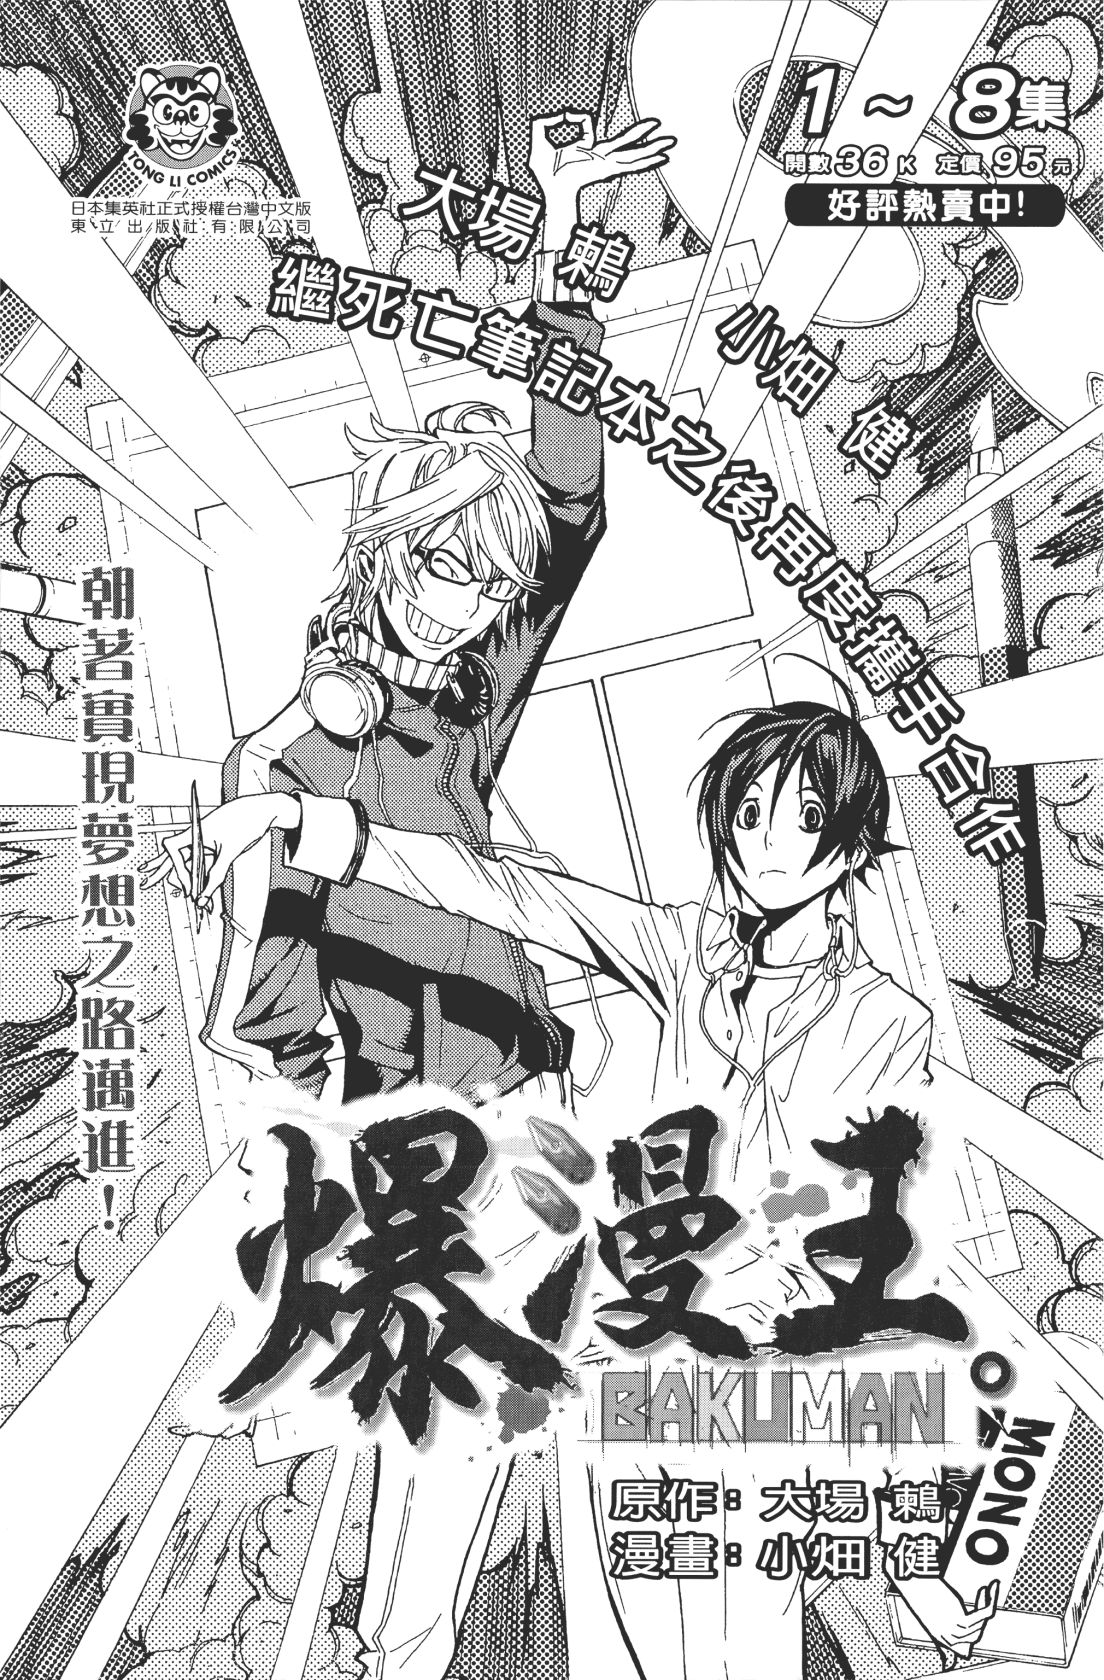 TONG LI COMICS
日本集英社正式授權台灣中文版
東立出版社有限公司
1～8集
開數36K 定價95元
好評熱賣中!
大場 鶇 小畑 健
繼死亡筆記本之後再度攜手合作
朝著實現夢想之路邁進!
爆漫王。
BAKUMAN
MONO
原作：大場 鶇
漫畫：小畑 健